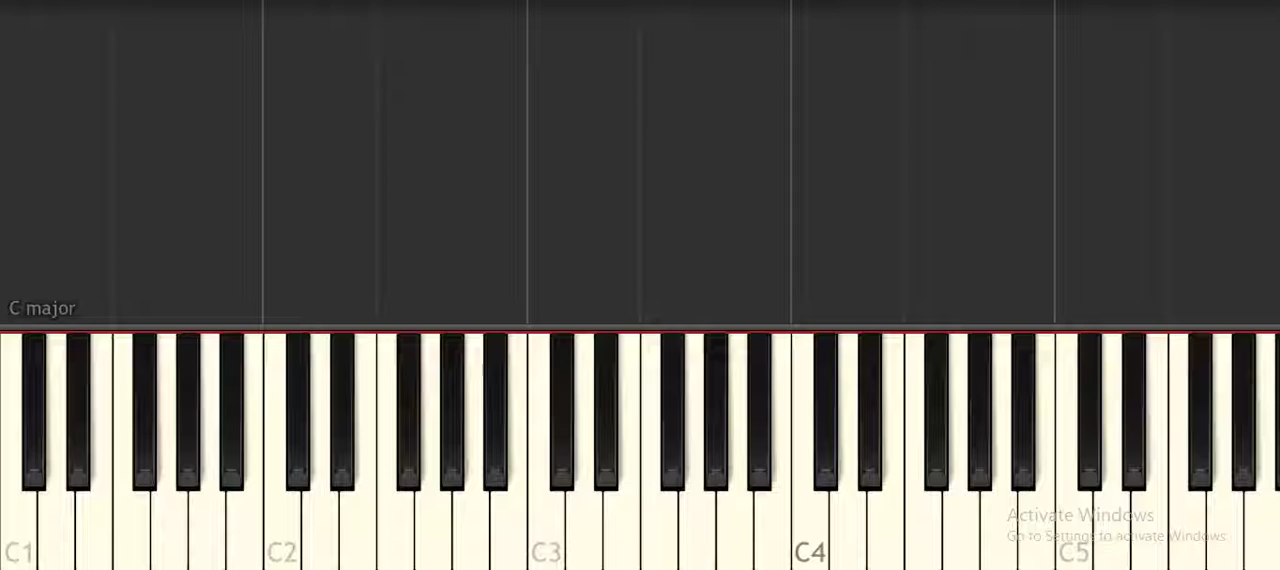 C major
Activate Windows
Go to Settings to activate Windows.
C1 C2 C3 C4 C5